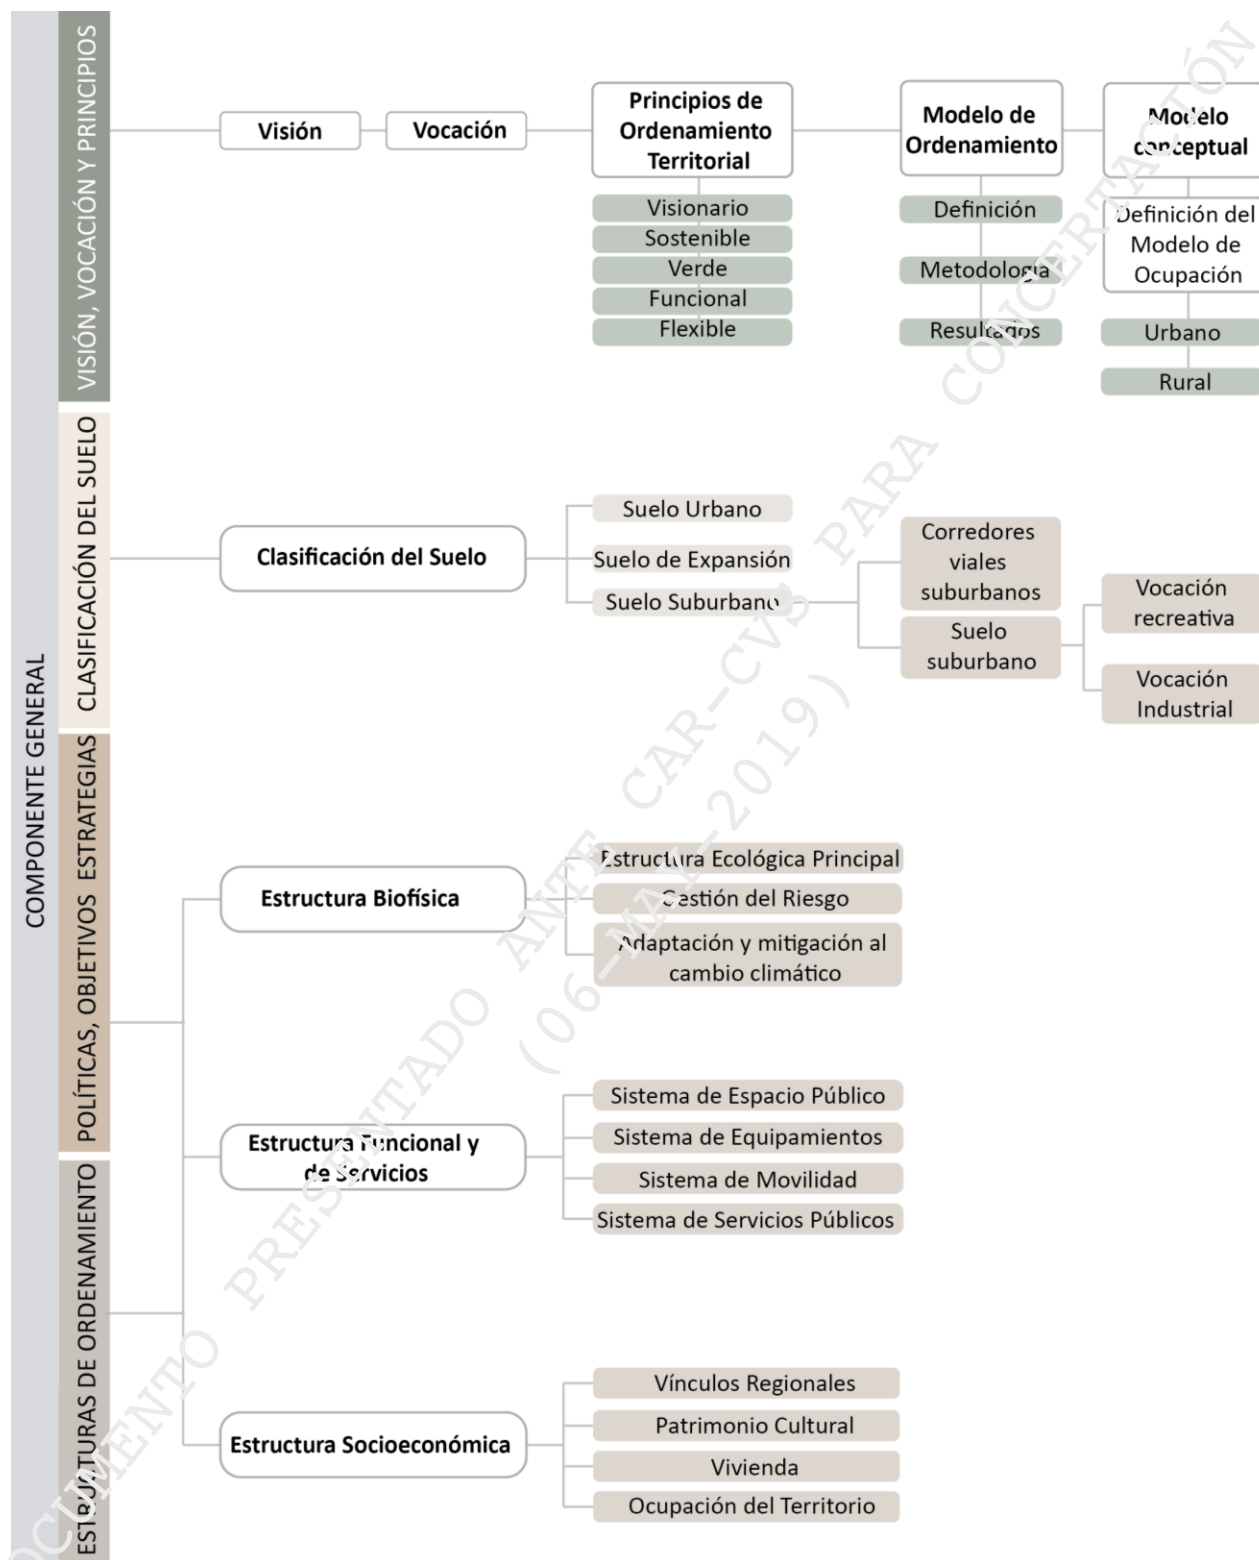 COMPONENTE GENERAL
VISIÓN, VOCACIÓN Y PRINCIPIOS
Visión
Vocación
Principios de
Ordenamiento
Territorial
Visionario
Sostenible
Verde
Funcional
Flexible
Modelo de
Ordenamiento
Definición
Metodología
Resultados
Modelo
conceptual
Definición del
Modelo de
Ocupación
Urbano
Rural
CLASIFICACIÓN DEL SUELO
Clasificación del Suelo
Suelo Urbano
Suelo de Expansión
Suelo Suburbano
Corredores
viales
suburbanos
Suelo
suburbano
Vocación
recreativa
Vocación
Industrial
POLÍTICAS, OBJETIVOS ESTRATEGIAS
ESTRUCTURAS DE ORDENAMIENTO
Estructura Biofísica
Estructura Ecológica Principal
Gestión del Riesgo
Adaptación y mitigación al
cambio climático
Estructura Funcional y
de Servicios
Sistema de Espacio Público
Sistema de Equipamientos
Sistema de Movilidad
Sistema de Servicios Públicos
Estructura Socioeconómica
Vínculos Regionales
Patrimonio Cultural
Vivienda
Ocupación del Territorio
OCUMENTO PRESENTADO ANTE CAR-CVS PARA CONCERTACIÓN
(06-MAY-2019)